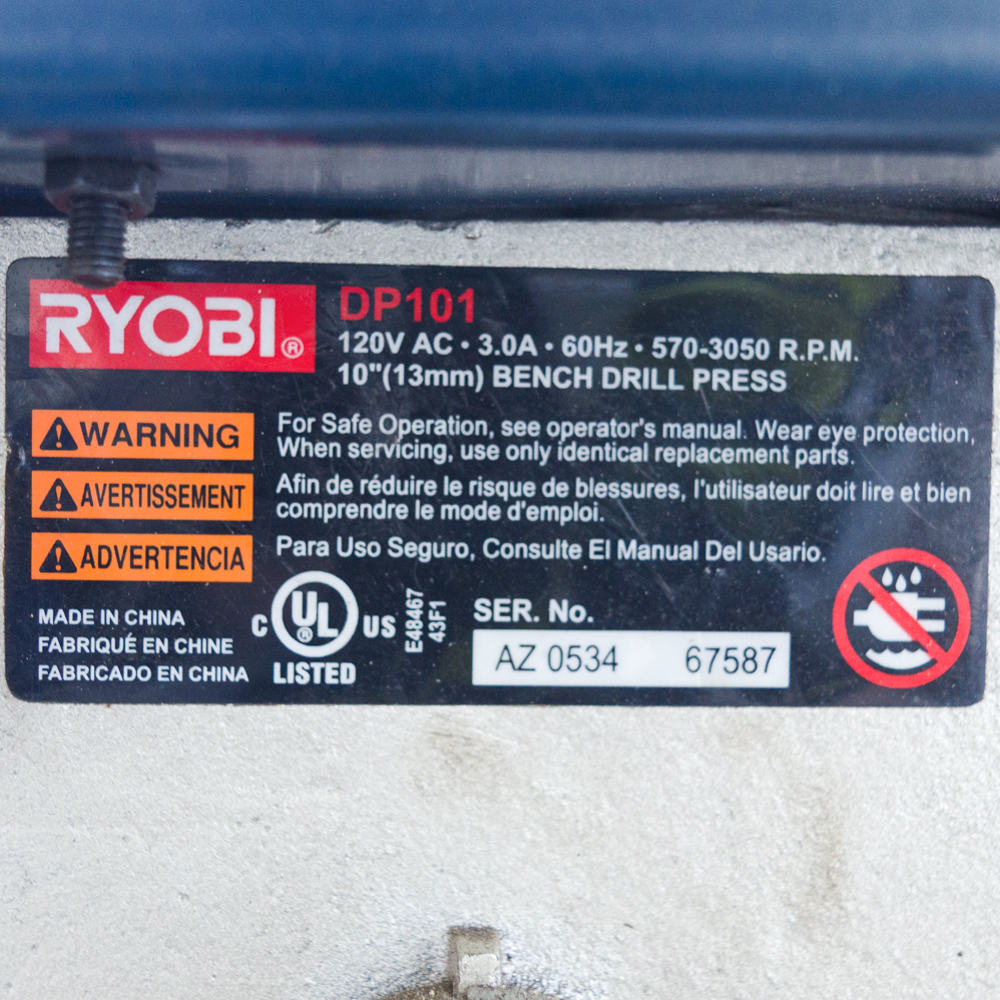 RYOBI®
DP101
120V AC • 3.0A • 60Hz • 570-3050 R.P.M.
10"(13mm) BENCH DRILL PRESS
WARNING
For Safe Operation, see operator's manual. Wear eye protection,
When servicing, use only identical replacement parts.
AVERTISSEMENT
Afin de réduire le risque de blessures, l'utilisateur doit lire et bien
comprendre le mode d'emploi.
ADVERTENCIA
Para Uso Seguro, Consulte El Manual Del Usario.
MADE IN CHINA
FABRIQUÉ EN CHINE
FABRICADO EN CHINA
C UL® US
LISTED
E48467
43F1
SER. No.
AZ 0534 67587